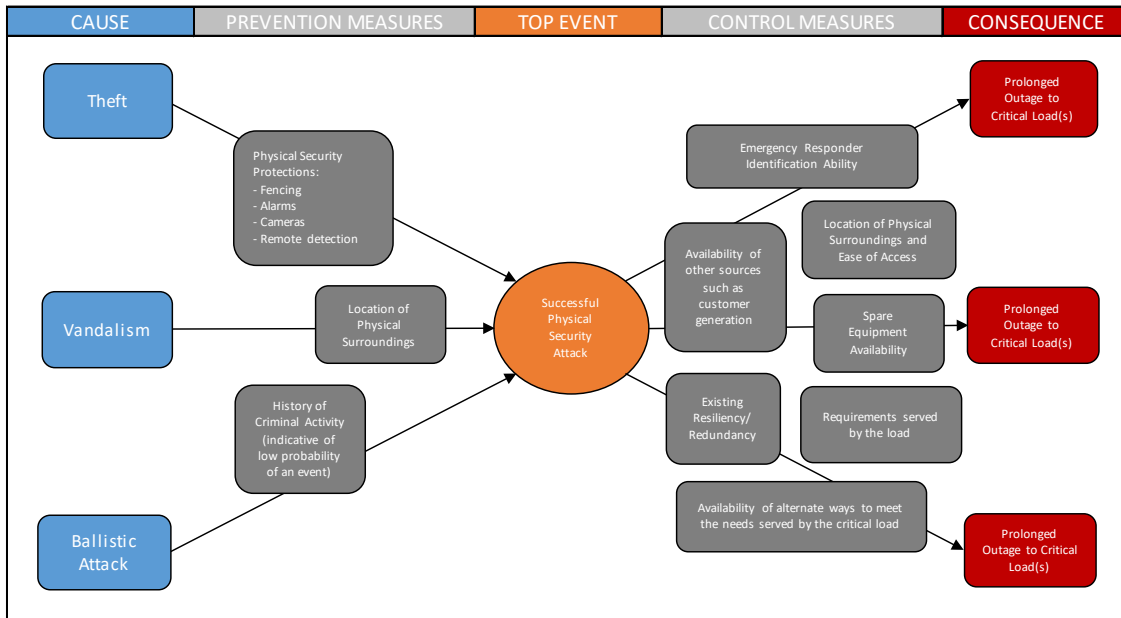 CAUSE
PREVENTION MEASURES
TOP EVENT
CONTROL MEASURES
CONSEQUENCE
Theft
Physical Security
Protections:
- Fencing
- Alarms
- Cameras
- Remote detection
Vandalism
Location of
Physical
Surroundings
History of
Criminal Activity
(indicative of
low probability
of an event)
Ballistic
Attack
Successful
Physical
Security
Attack
Emergency Responder
Identification Ability
Location of Physical
Surroundings and
Ease of Access
Availability of
other sources
such as
customer
generation
Spare
Equipment
Availability
Existing
Resiliency/
Redundancy
Requirements served
by the load
Availability of alternate ways to meet
the needs served by the critical load
Prolonged
Outage to
Critical Load(s)
Prolonged
Outage to
Critical Load(s)
Prolonged
Outage to Critical
Load(s)